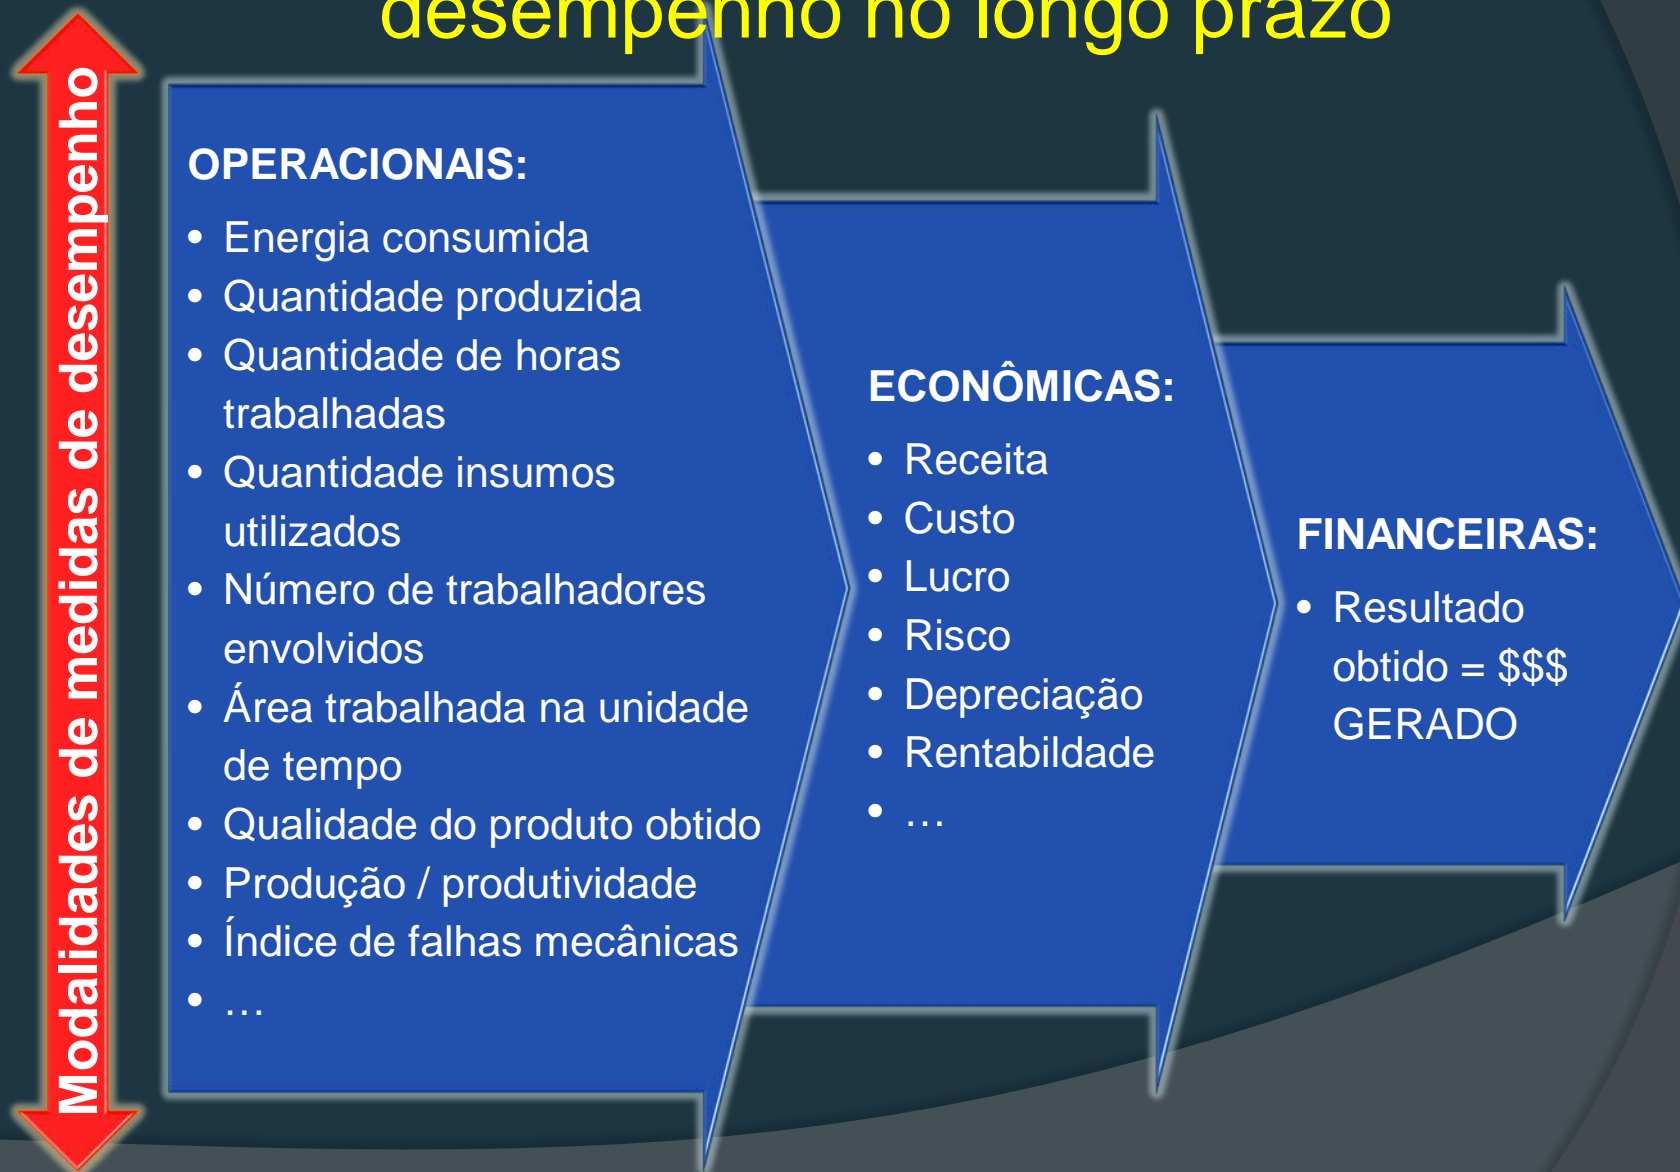 desempenho no longo prazo
Modalidades de medidas de desempenho
OPERACIONAIS:
• Energia consumida
• Quantidade produzida
• Quantidade de horas
trabalhadas
• Quantidade insumos
utilizados
• Número de trabalhadores
envolvidos
• Área trabalhada na unidade
de tempo
• Qualidade do produto obtido
• Produção / produtividade
• Índice de falhas mecânicas
• …
ECONÔMICAS:
• Receita
• Custo
• Lucro
• Risco
• Depreciação
• Rentabildade
• …
FINANCEIRAS:
• Resultado
obtido = $$$
GERADO